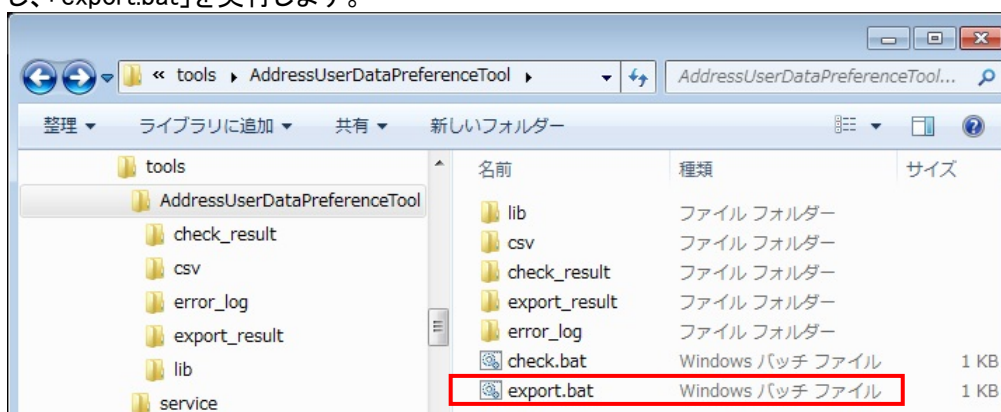 し、「export.bat」を実行します。
« tools ▸ AddressUserDataPreferenceTool ▸
AddressUserDataPreferenceTool...
整理 ▼ ライブラリに追加 ▼ 共有 ▼ 新しいフォルダー
tools
AddressUserDataPreferenceTool
check_result
csv
error_log
export_result
lib
service
名前 種類 サイズ
lib ファイル フォルダー
csv ファイル フォルダー
check_result ファイル フォルダー
export_result ファイル フォルダー
error_log ファイル フォルダー
check.bat Windows バッチ ファイル 1 KB
export.bat Windows バッチ ファイル 1 KB